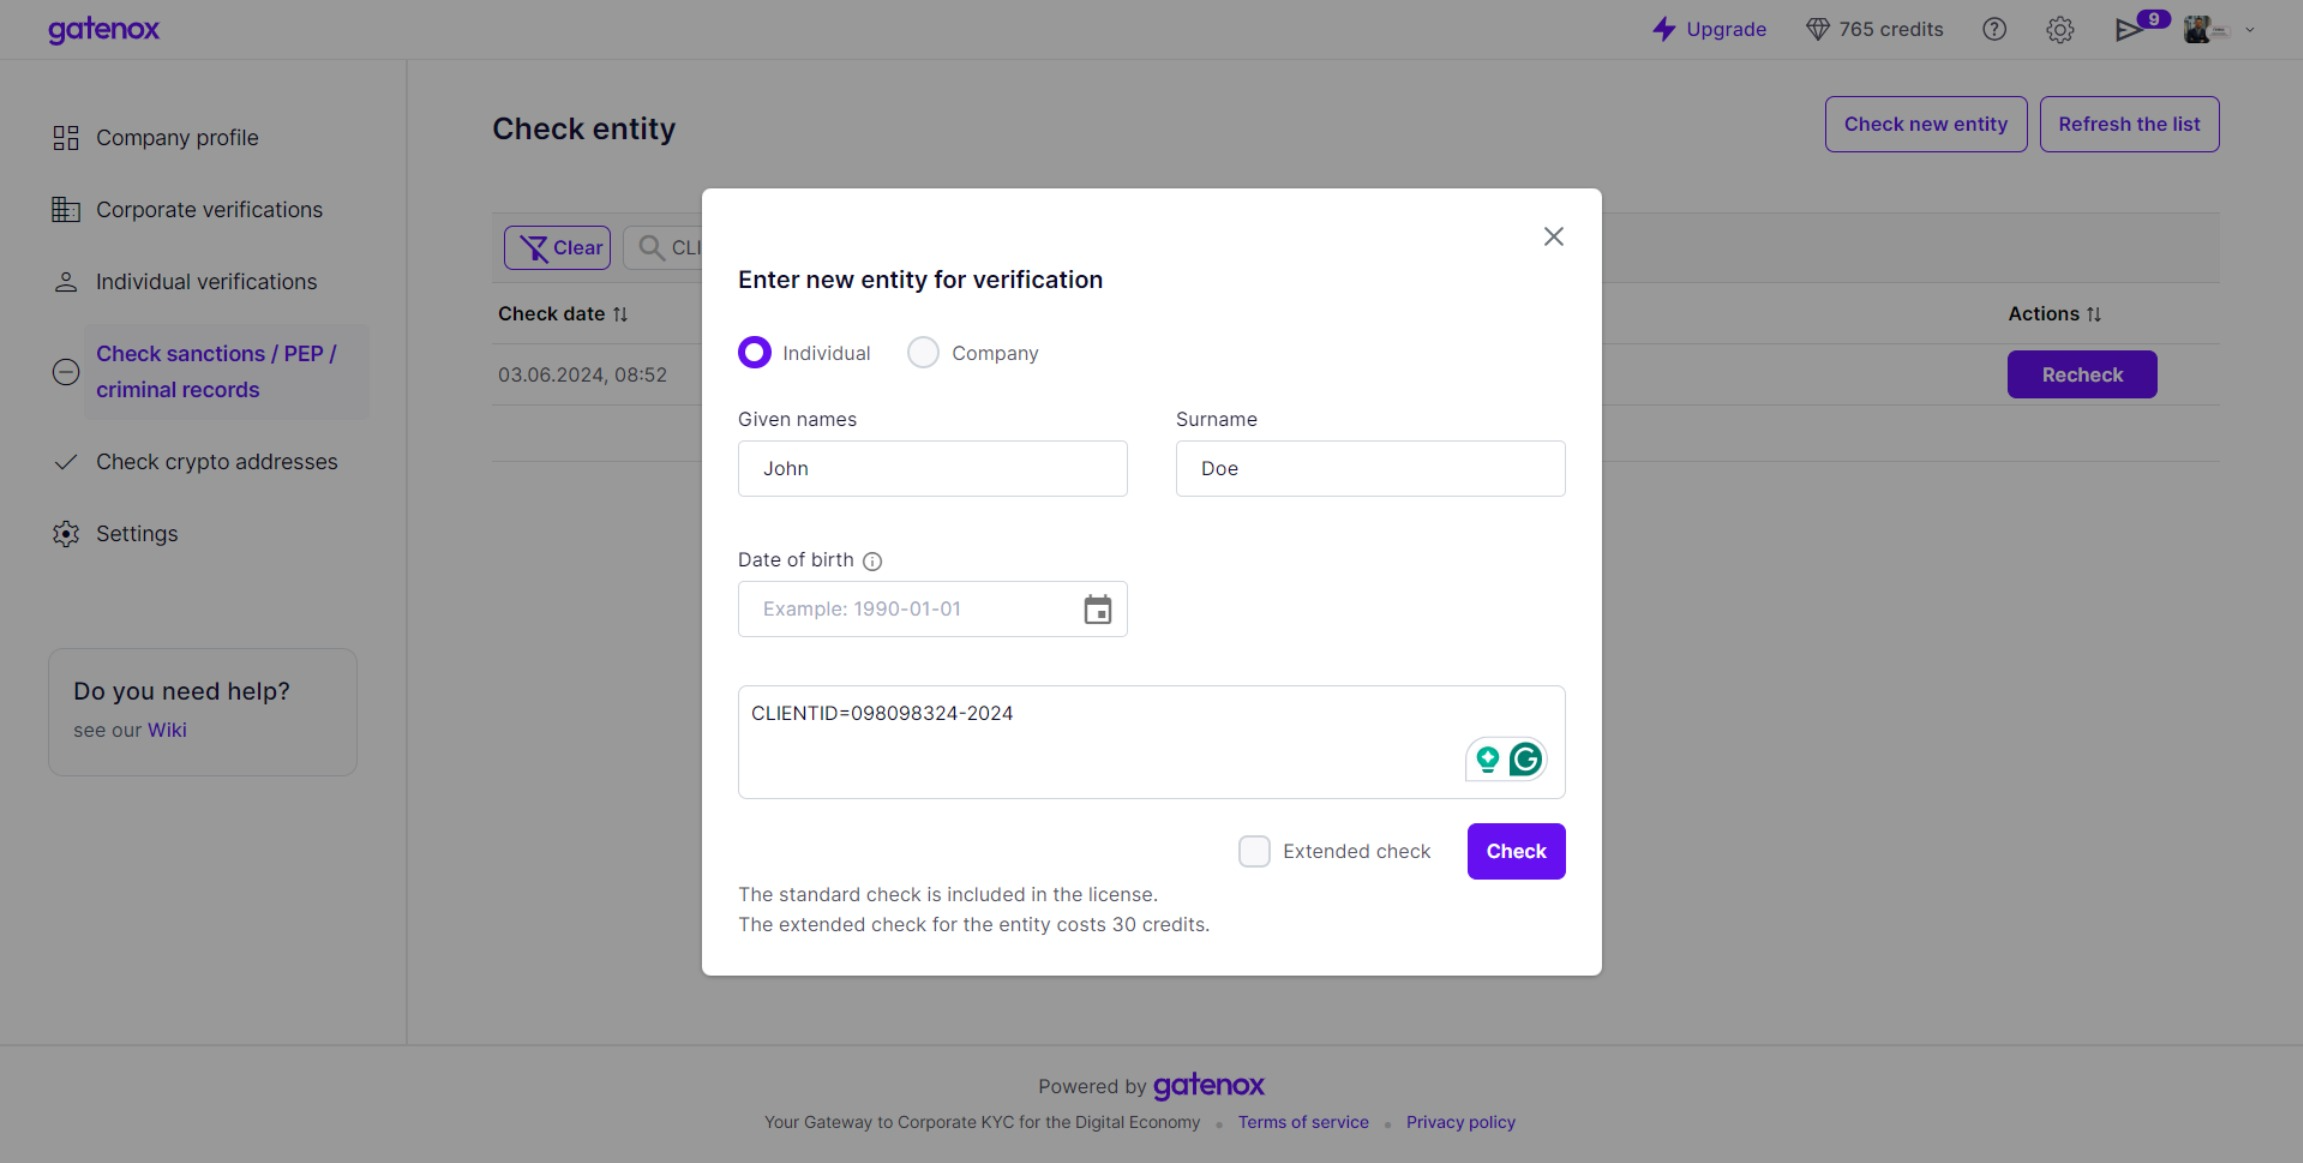 gatenox
Upgrade
765 credits
9
Company profile
Corporate verifications
Individual verifications
Check sanctions / PEP /
criminal records
Check crypto addresses
Settings
Do you need help?
see our Wiki
Check entity
Check new entity
Refresh the list
Clear
CLI
Check date
Actions
03.06.2024, 08:52
Recheck
Enter new entity for verification
Individual
Company
Given names
Surname
John
Doe
Date of birth
Example: 1990-01-01
CLIENTID=098098324-2024
Extended check
Check
The standard check is included in the license.
The extended check for the entity costs 30 credits.
Powered by gatenox
Your Gateway to Corporate KYC for the Digital Economy • Terms of service • Privacy policy